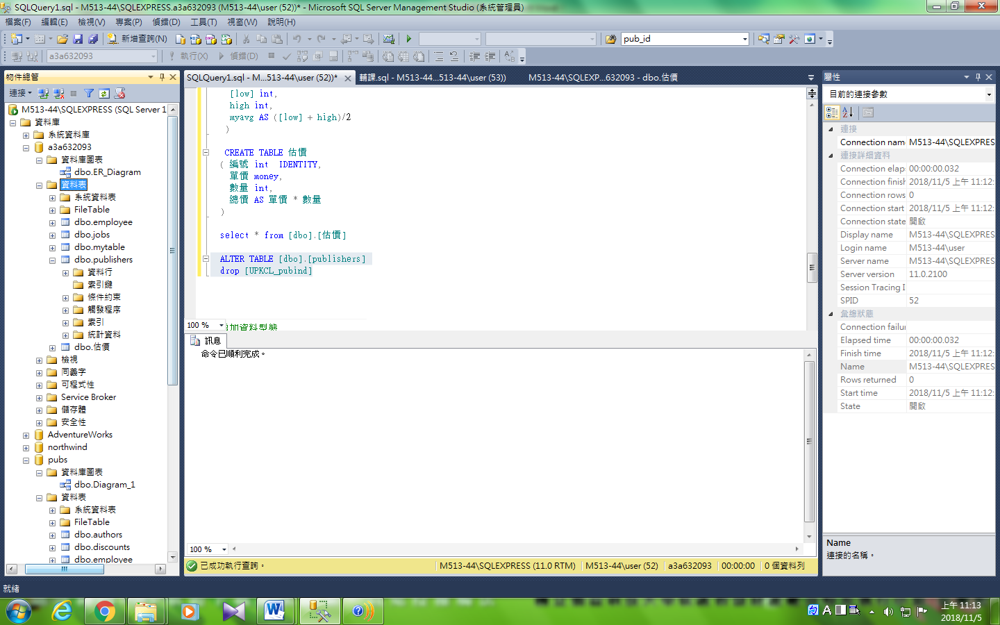 SQLQuery1.sql - M513-44\SQLEXPRESS.a3a632093 (M513-44\user (52))* - Microsoft SQL Server Management Studio (系統管理員)
檔案(F) 編輯(E) 檢視(V) 專案(P) 偵錯(D) 工具(T) 視窗(W) 說明(H)
新增查詢(N) pub_id
a3a632093 執行(X) 偵錯(D)
物件總管
連接
M513-44\SQLEXPRESS (SQL Server 1
資料庫
系統資料庫
a3a632093
資料庫圖表
dbo.ER_Diagram
資料表
系統資料表
FileTable
dbo.employee
dbo.jobs
dbo.mytable
dbo.publishers
資料行
索引鍵
條件約束
觸發程序
索引
統計資料
dbo.估價
檢視
同義字
可程式性
Service Broker
儲存體
安全性
AdventureWorks
northwind
pubs
資料庫圖表
dbo.Diagram_1
資料表
系統資料表
FileTable
dbo.authors
dbo.discounts
dbo.employee
SQLQuery1.sql - M...513-44\user (52))* 輔課.sql - M513-44...513-44\user (53)) M513-44\SQLEXP...632093 - dbo.估價
[low] int,
high int,
myavg AS ([low] + high)/2
)
CREATE TABLE 估價
( 編號 int IDENTITY,
單價 money,
數量 int,
總價 AS 單價 * 數量
)
select * from [dbo].[估價]
ALTER TABLE [dbo].[publishers]
drop [UPKCL_pubind]
100 %
加資料型態
訊息
命令已順利完成。
100 %
已成功執行查詢。 M513-44\SQLEXPRESS (11.0 RTM) M513-44\user (52) a3a632093 00:00:00 0 個資料列
屬性
目前的連接參數
連接
Connection name M513-44\SQLEXPRES
連接詳細資料
Connection elap 00:00:00.032
Connection finish 2018/11/5 上午 11:12:
Connection rows 0
Connection start 2018/11/5 上午 11:12:
Connection state 開啟
Display name M513-44\SQLEXPRES
Login name M513-44\user
Server name M513-44\SQLEXPRES
Server version 11.0.2100
Session Tracing I
SPID 52
彙總狀態
Connection failur
Elapsed time 00:00:00.032
Finish time 2018/11/5 上午 11:12:
Name M513-44\SQLEXPRES
Rows returned 0
Start time 2018/11/5 上午 11:12:
State 開啟
Name
連接的名稱。
就緒
上午 11:13
2018/11/5